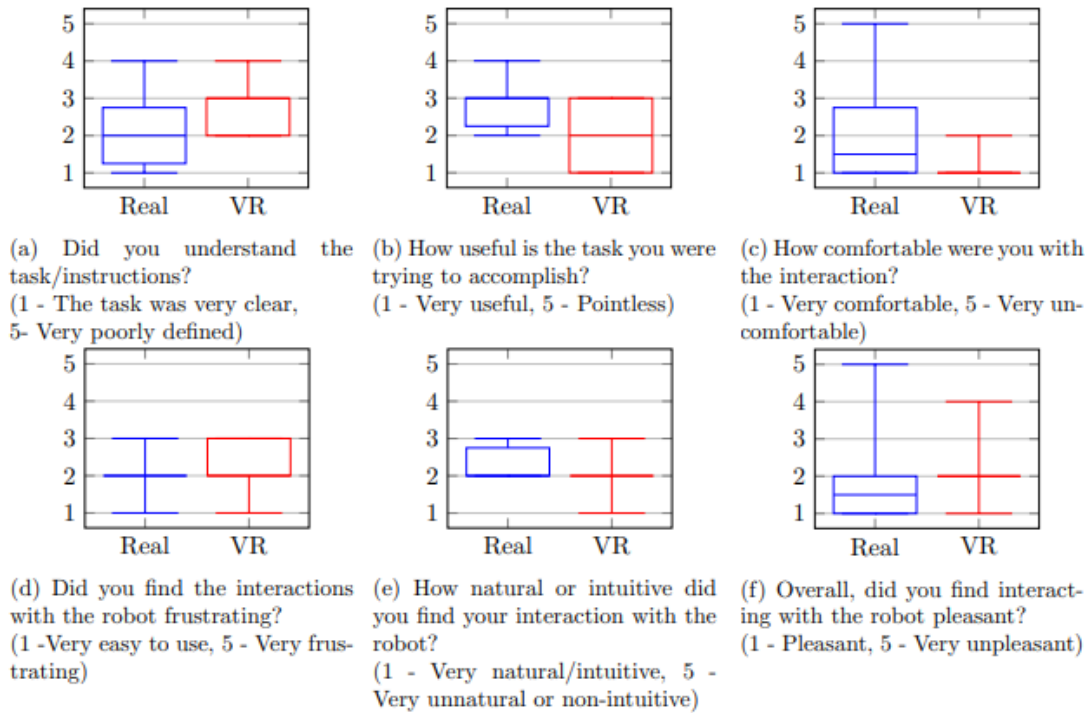 5
4
3
2
1
Real VR
(a) Did you understand the
task/instructions?
(1 - The task was very clear,
5- Very poorly defined)
5
4
3
2
1
Real VR
(b) How useful is the task you were
trying to accomplish?
(1 - Very useful, 5 - Pointless)
5
4
3
2
1
Real VR
(c) How comfortable were you with
the interaction?
(1 - Very comfortable, 5 - Very un-
comfortable)
5
4
3
2
1
Real VR
(d) Did you find the interactions
with the robot frustrating?
(1 -Very easy to use, 5 - Very frus-
trating)
5
4
3
2
1
Real VR
(e) How natural or intuitive did
you find your interaction with the
robot?
(1 - Very natural/intuitive, 5 -
Very unnatural or non-intuitive)
5
4
3
2
1
Real VR
(f) Overall, did you find interact-
ing with the robot pleasant?
(1 - Pleasant, 5 - Very unpleasant)